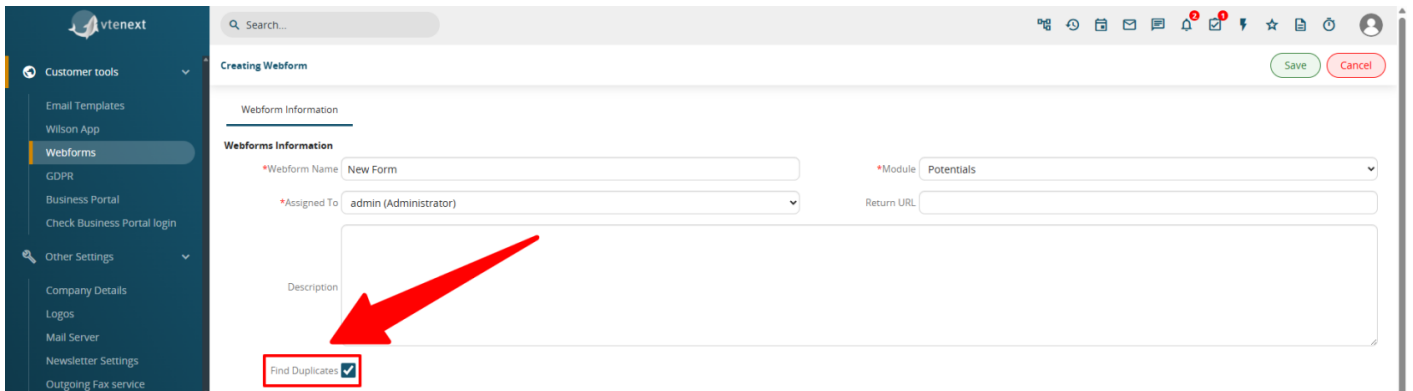 vtenext
Search...
2
1
Customer tools
Email Templates
Wilson App
Webforms
GDPR
Business Portal
Check Business Portal login
Other Settings
Company Details
Logos
Mail Server
Newsletter Settings
Outgoing Fax service
Creating Webform
Save
Cancel
Webform Information
Webforms Information
*Webform Name New Form
*Module Potentials
*Assigned To admin (Administrator)
Return URL
Description
Find Duplicates